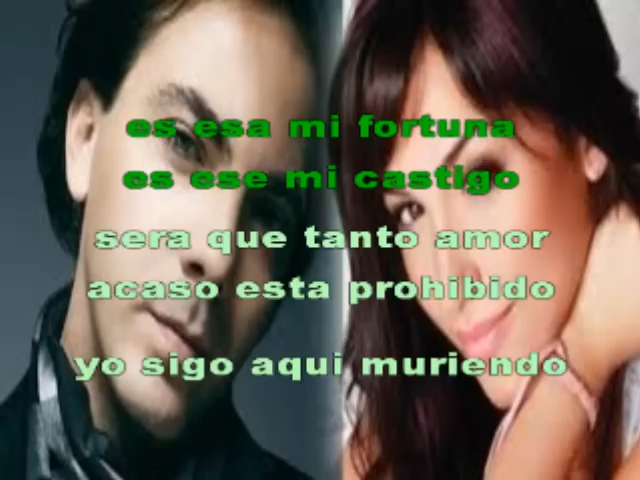 es esa mi fortuna
es ese mi castigo
sera que tanto amor
acaso esta prohibido
yo sigo aqui muriendo